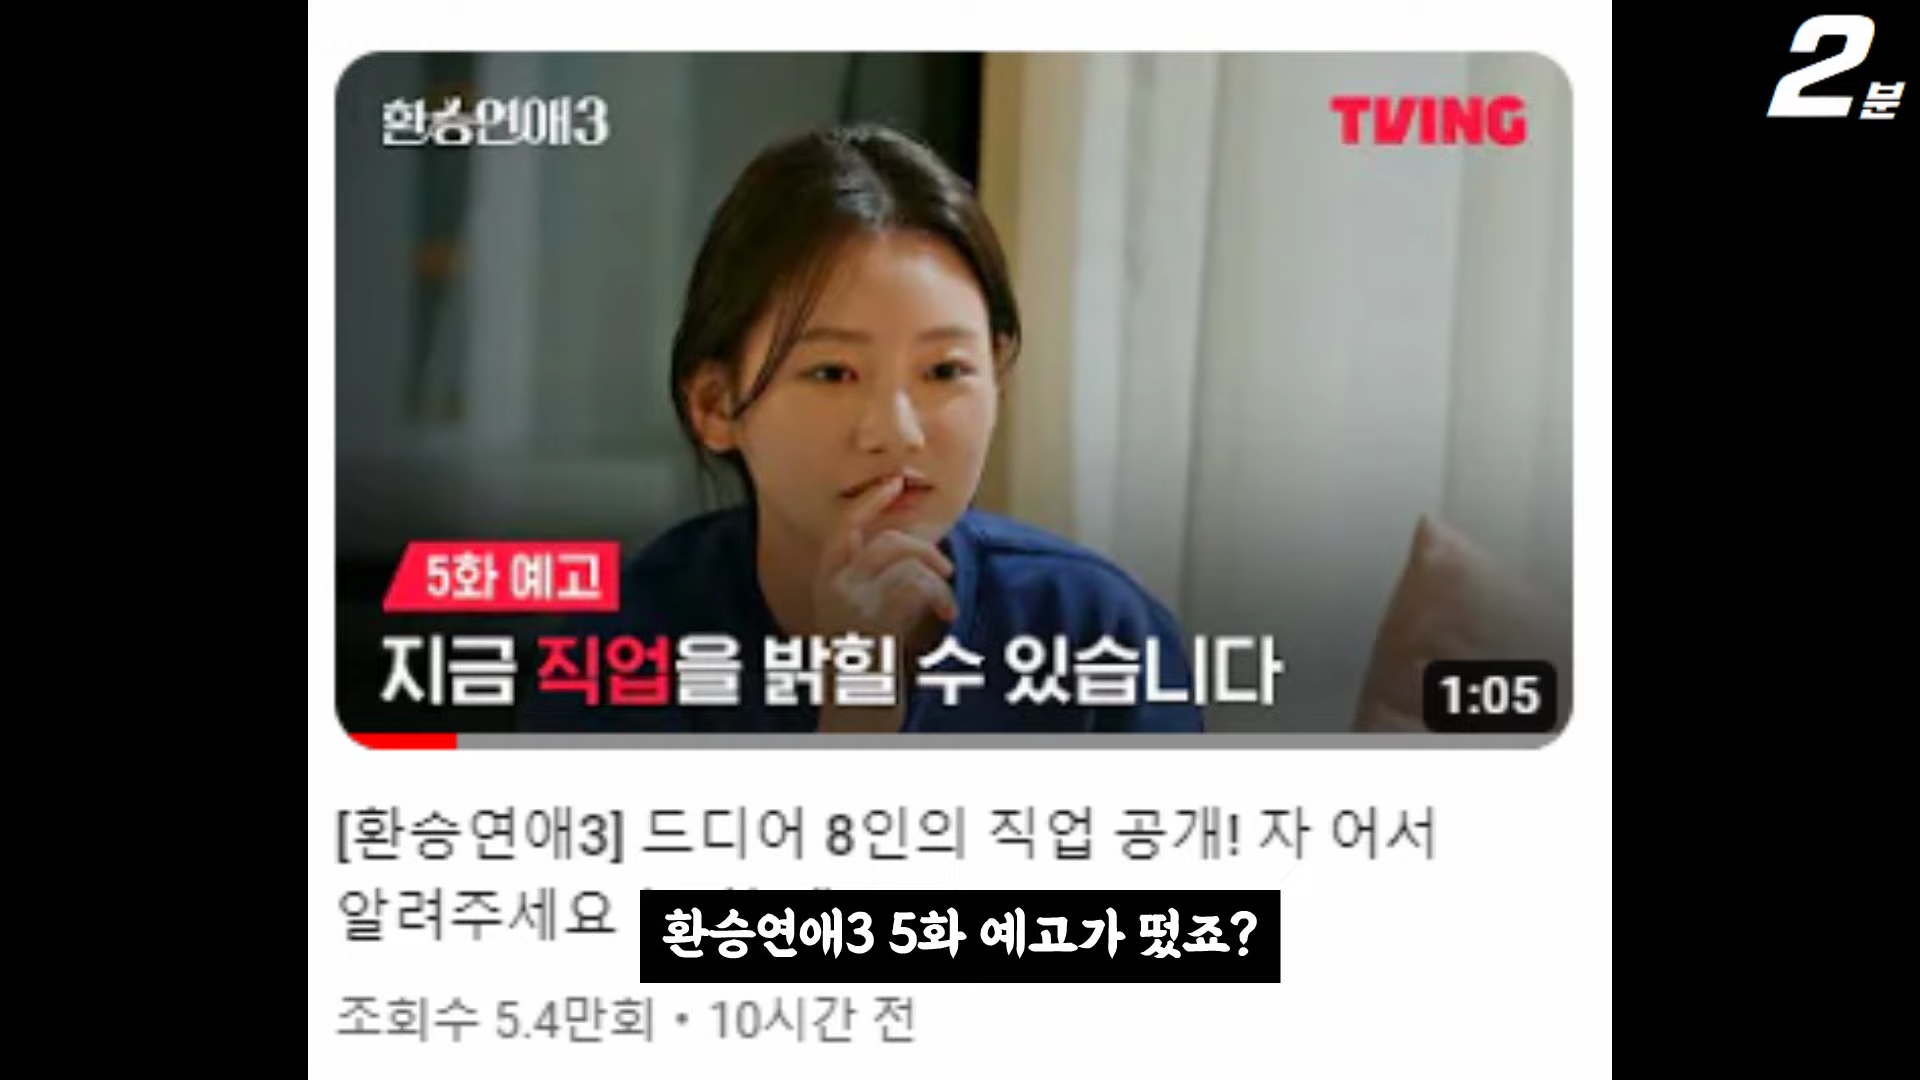 2분
환승연애3
TVING
5화 예고
지금 직업을 밝힐 수 있습니다
1:05
[환승연애3] 드디어 8인의 직업 공개! 자 어서
알려주세요
환승연애3 5화 예고가 떴죠?
조회수 5.4만회 • 10시간 전